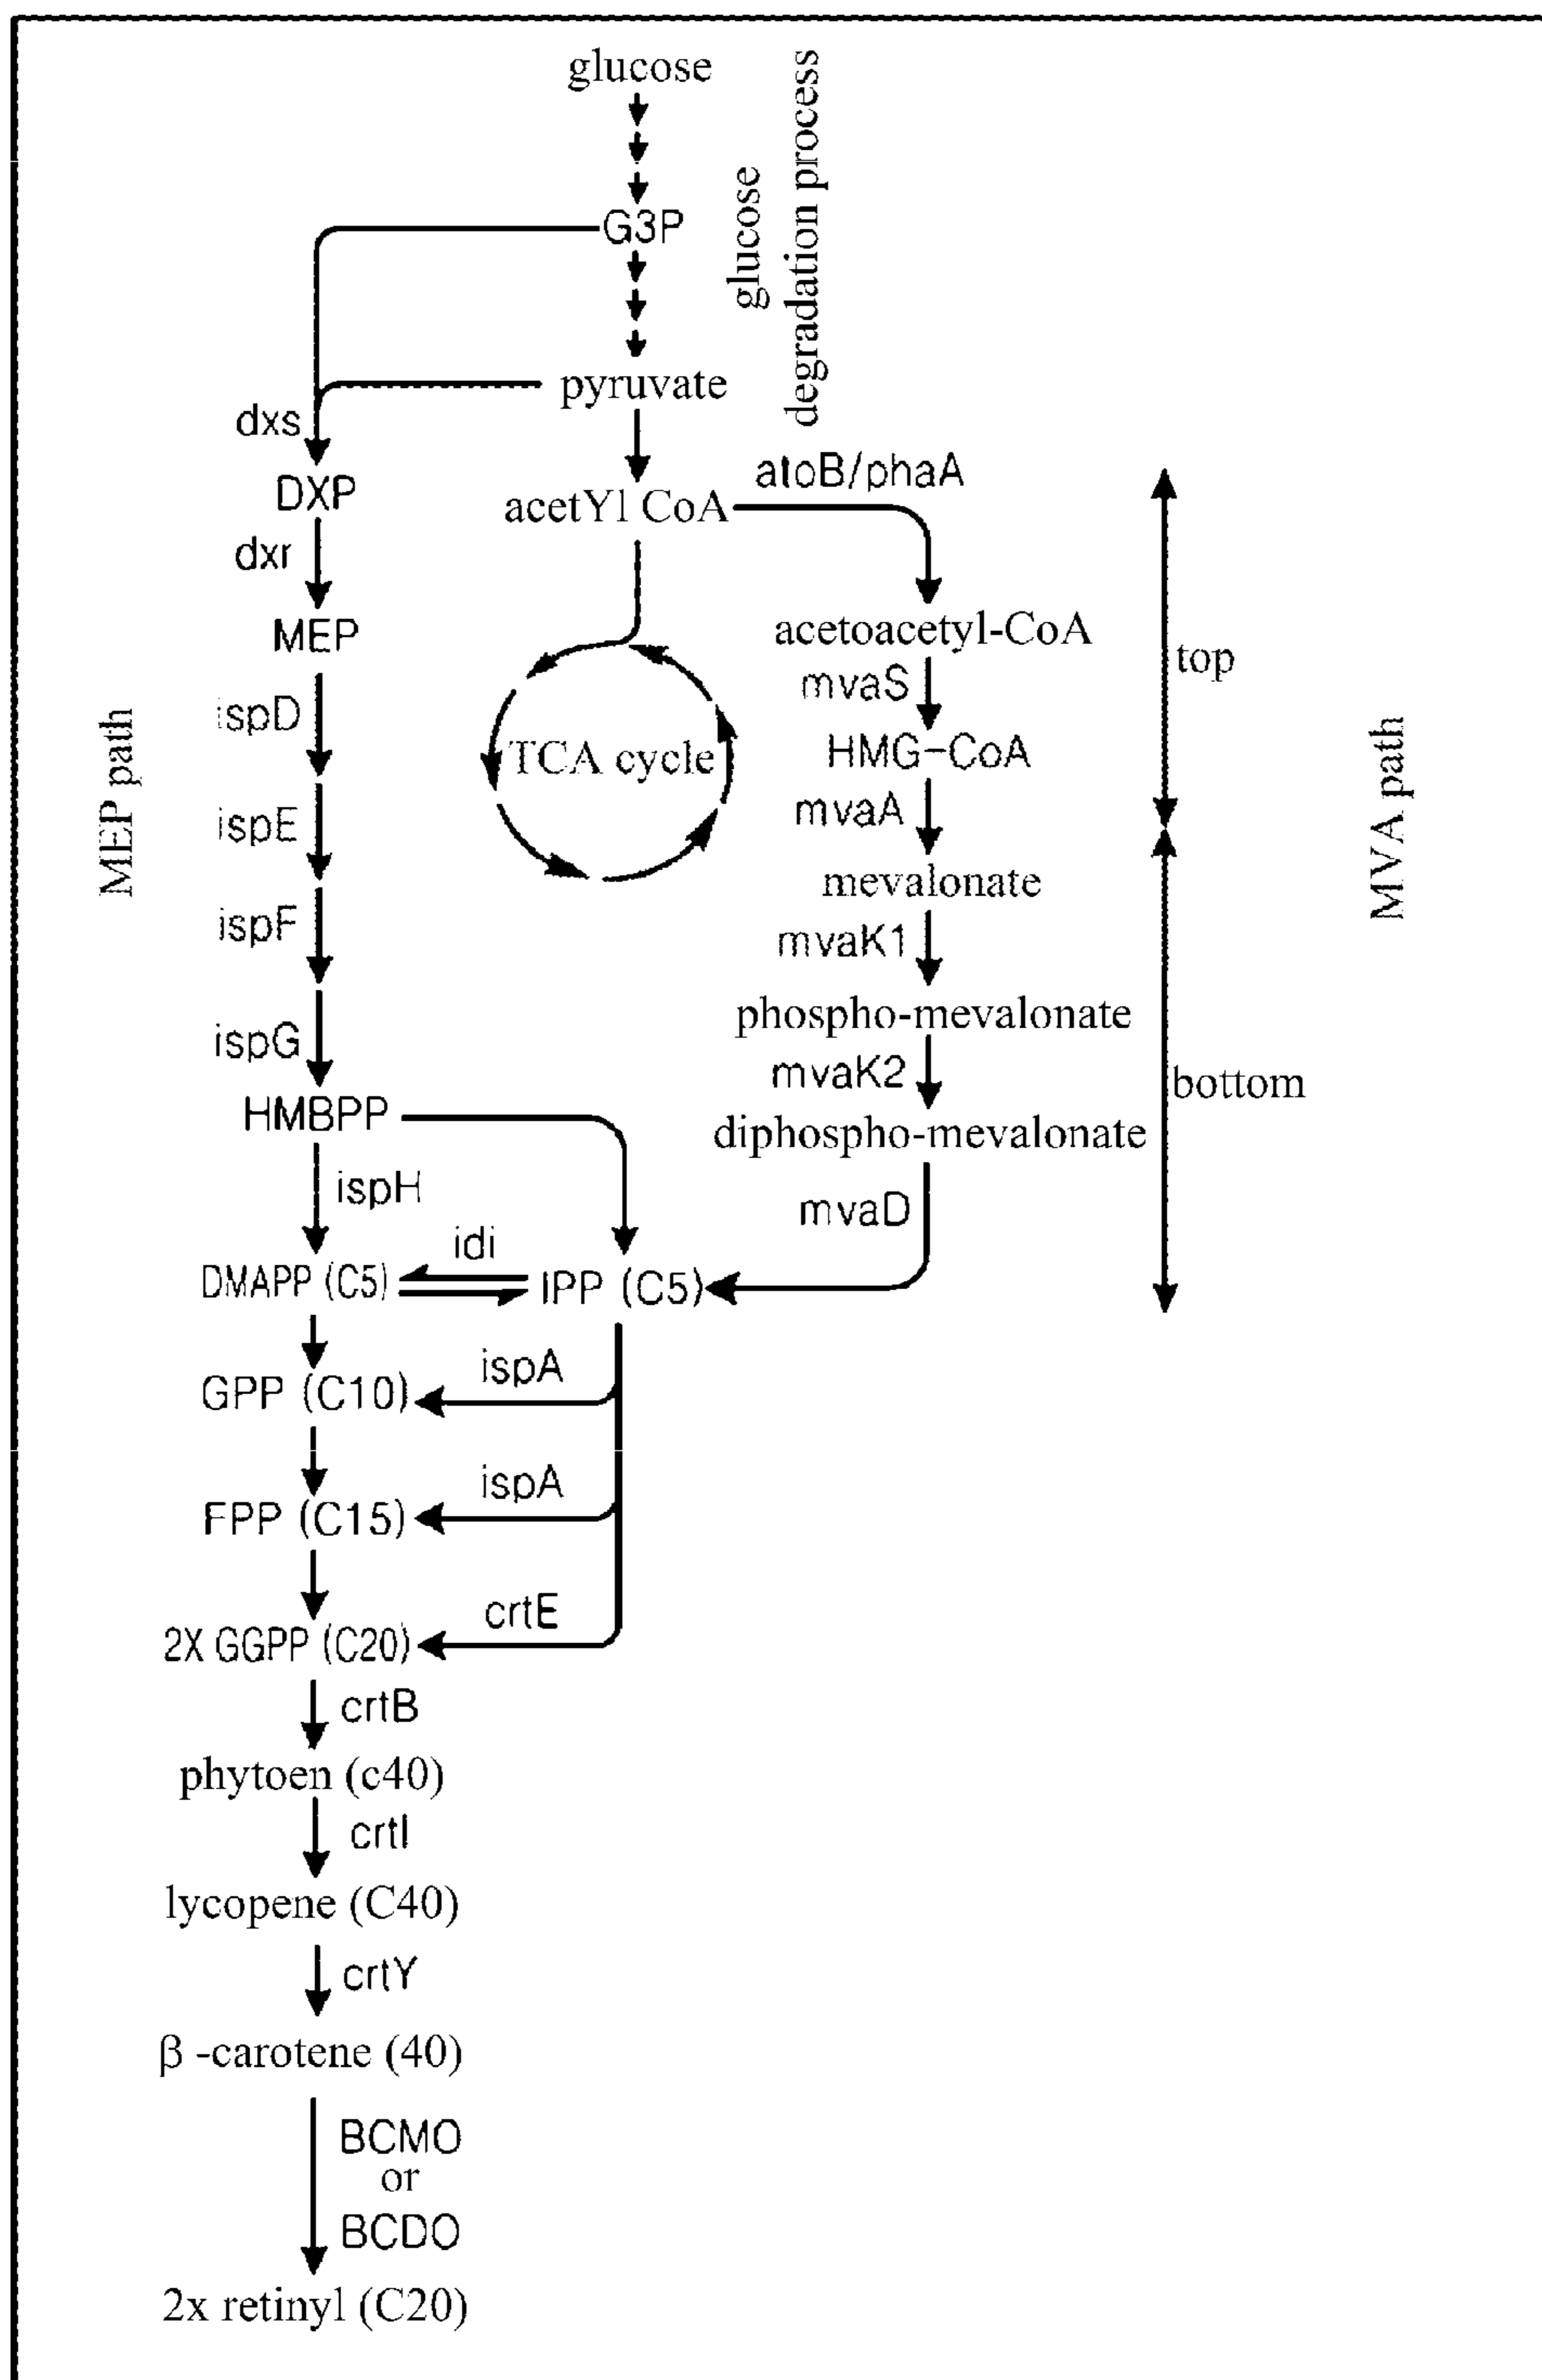 glucose
glucose
degradation process
G3P
pyruvate
dxs
DXP
acetYl CoA
atoB/phaA
dxr
MEP
acetoacetyl-CoA
top
mvaS
ispD
MEP path
TCA cycle
HMG-CoA
MVA path
mvaA
ispE
mevalonate
ispF
mvaK1
phospho-mevalonate
ispG
mvaK2
bottom
HMBPP
diphospho-mevalonate
ispH
mvaD
idi
DMAPP (C5)
IPP (C5)
ispA
GPP (C10)
ispA
FPP (C15)
crtE
2X GGPP (C20)
crtB
phytoen (c40)
crtI
lycopene (C40)
crtY
β -carotene (40)
BCMO
or
BCDO
2x retinyl (C20)